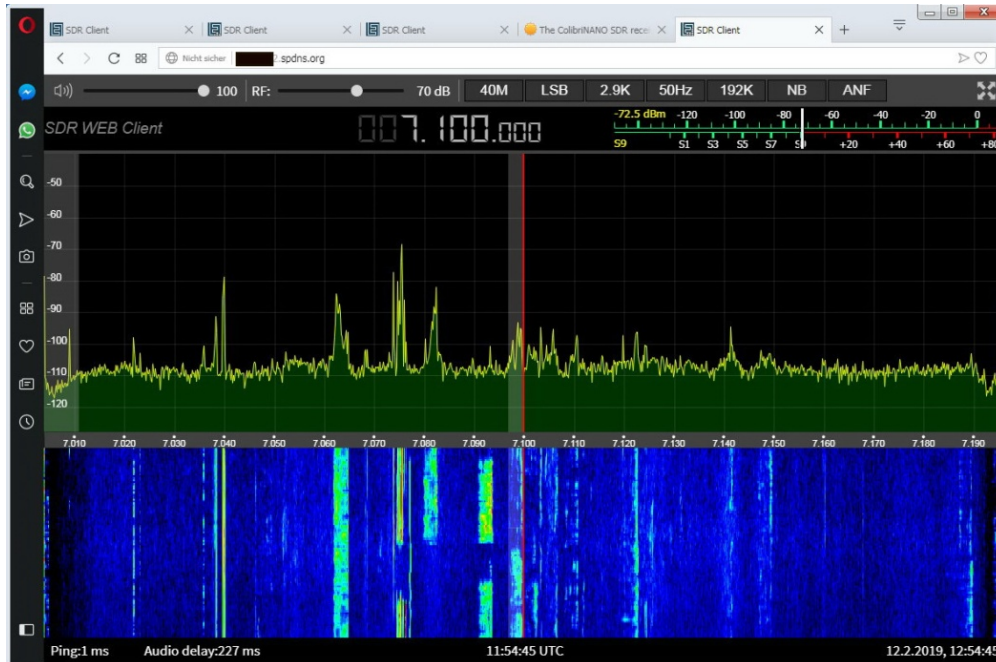 SDR Client SDR Client SDR Client The ColibriNANO SDR rece SDR Client
Nicht sicher 2.spdns.org
100 RF: 70 dB 40M LSB 2.9K 50Hz 192K NB ANF
SDR WEB Client 007.100.000
-72.5 dBm -120 -100 -80 -60 -40 -20 0
S9 S1 S3 S5 S7 S9 +20 +40 +60 +80
-50
-60
-70
-80
-90
-100
-110
-120
7.010 7.020 7.030 7.040 7.050 7.060 7.070 7.080 7.090 7.100 7.110 7.120 7.130 7.140 7.150 7.160 7.170 7.180 7.190
Ping:1 ms Audio delay:227 ms 11:54:45 UTC 12.2.2019, 12:54:45